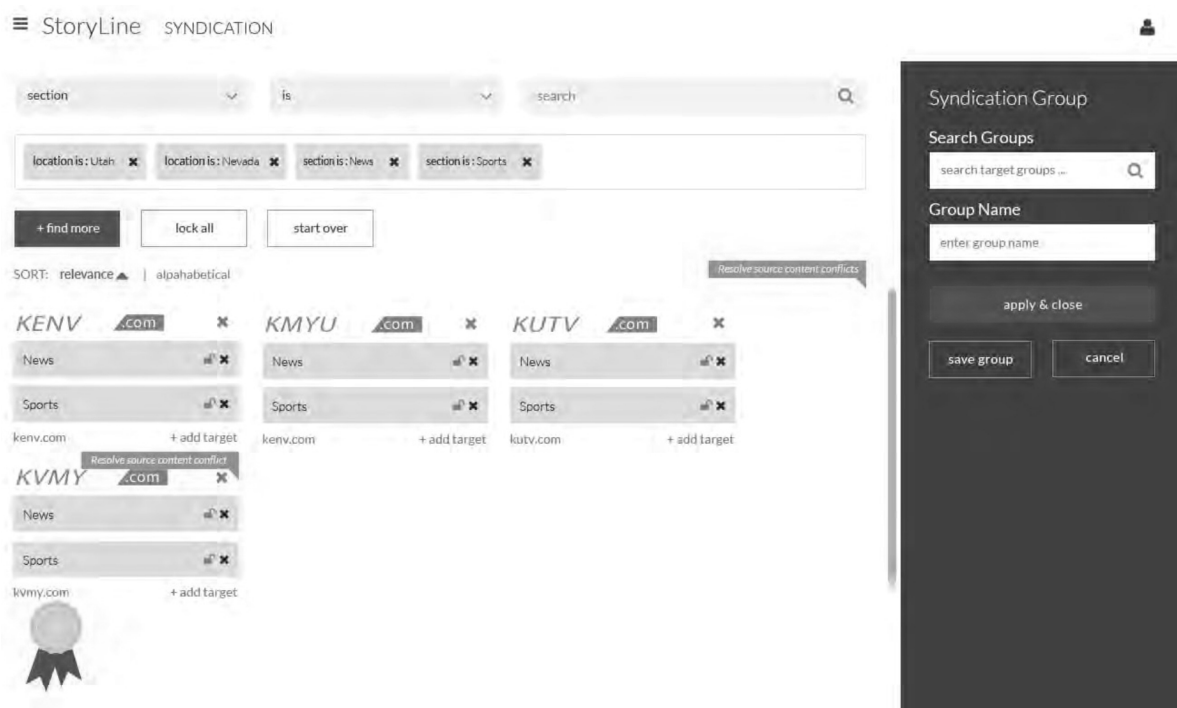 StoryLine SYNDICATION
section is search
location is : Utah location is : Nevada section is : News section is : Sports
+ find more lock all start over
SORT: relevance | alpahabetical
Resolve source content conflicts
KENV .com KMYU .com KUTV .com
News News News
Sports Sports Sports
kenv.com + add target kenv.com + add target kutv.com + add target
Resolve source content conflict
KVMY .com
News
Sports
kvmy.com + add target
Syndication Group
Search Groups
search target groups ...
Group Name
enter group name
apply & close
save group cancel